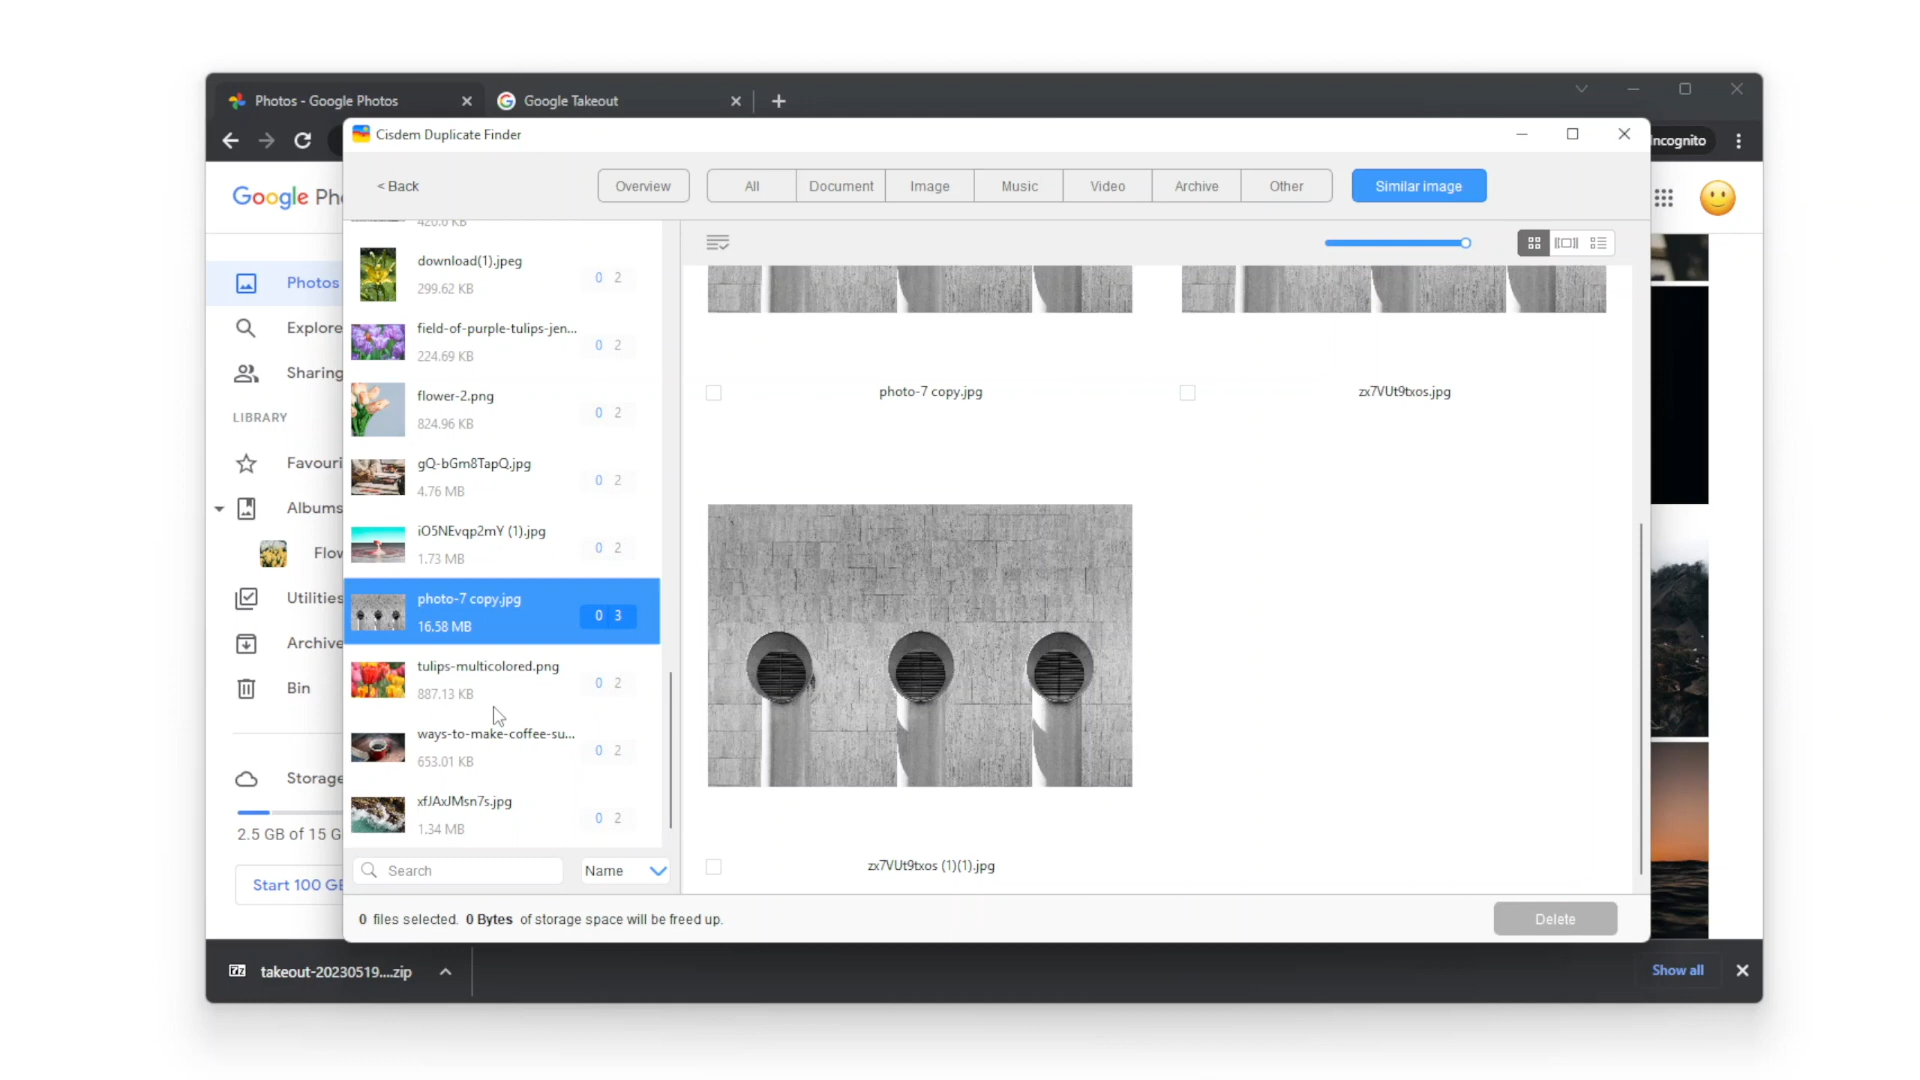 Photos - Google Photos
Google Takeout
Cisdem Duplicate Finder
Incognito
< Back
Overview
All
Document
Image
Music
Video
Archive
Other
Similar image
Google Pho
Photos
Explore
Sharing
LIBRARY
Favouri
Albums
Flow
Utilities
Archive
Bin
Storage
2.5 GB of 15 G
Start 100 GB
420.6 KB
download(1).jpeg
299.62 KB
0 2
field-of-purple-tulips-jen...
224.69 KB
0 2
flower-2.png
824.96 KB
0 2
gQ-bGm8TapQ.jpg
4.76 MB
0 2
iO5NEvqp2mY (1).jpg
1.73 MB
0 2
photo-7 copy.jpg
16.58 MB
0 3
tulips-multicolored.png
887.13 KB
0 2
ways-to-make-coffee-su...
653.01 KB
0 2
xfJAxJMsn7s.jpg
1.34 MB
0 2
Search
Name
photo-7 copy.jpg
zx7VUt9txos.jpg
zx7VUt9txos (1)(1).jpg
0 files selected. 0 Bytes of storage space will be freed up.
Delete
takeout-20230519....zip
Show all